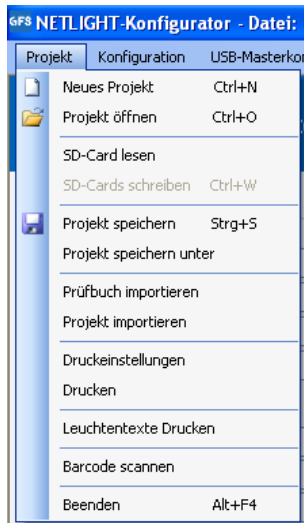 GFS NETLIGHT-Konfigurator - Datei:
Projekt Konfiguration USB-Masterko
Neues Projekt Ctrl+N
Projekt öffnen Ctrl+O
SD-Card lesen
SD-Cards schreiben Ctrl+W
Projekt speichern Strg+S
Projekt speichern unter
Prüfbuch importieren
Projekt importieren
Druckeinstellungen
Drucken
Leuchtentexte Drucken
Barcode scannen
Beenden Alt+F4